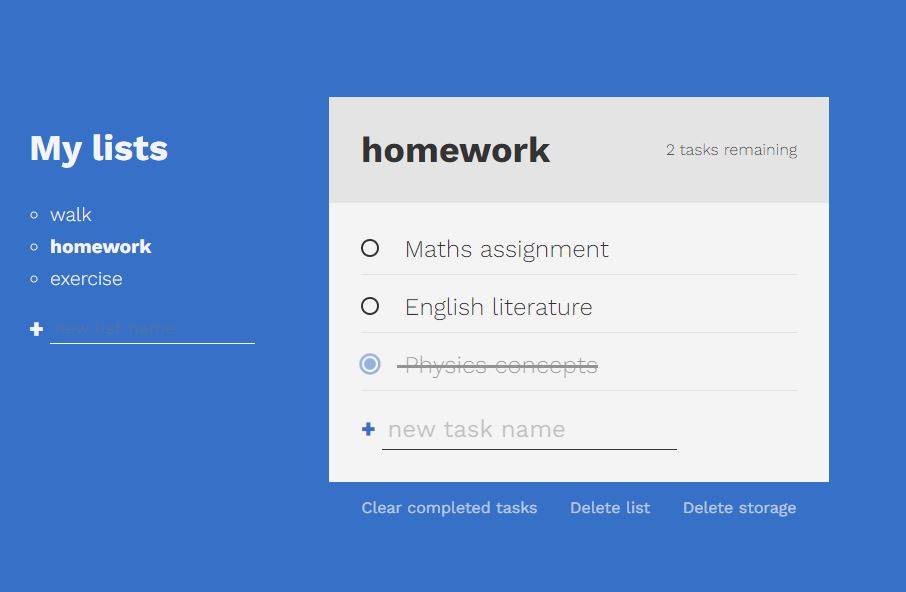 My lists
walk
homework
exercise
+ new list name
homework
2 tasks remaining
Maths assignment
English literature
Physics concepts
+ new task name
Clear completed tasks
Delete list
Delete storage